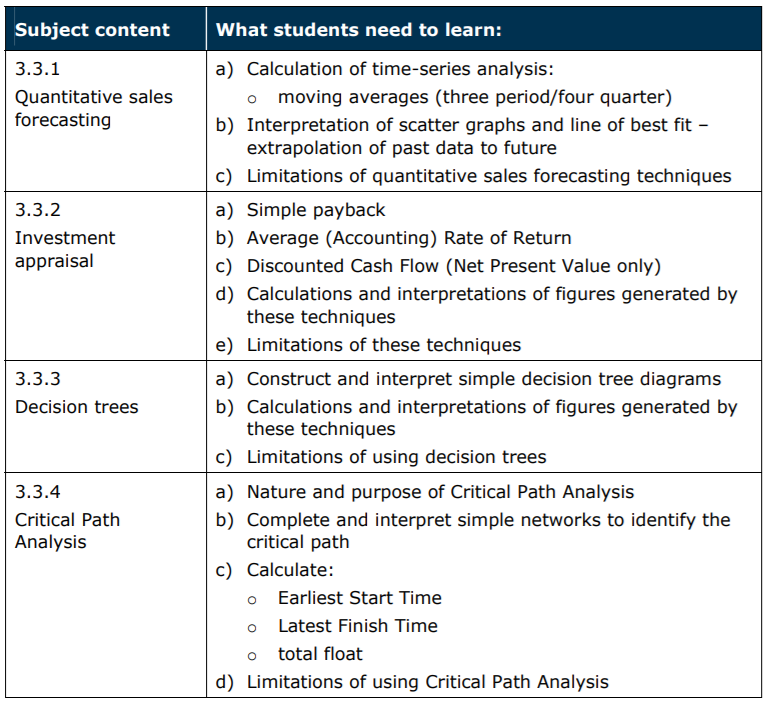 Subject content
What students need to learn:
3.3.1
Quantitative sales
forecasting
a) Calculation of time-series analysis:
o moving averages (three period/four quarter)
b) Interpretation of scatter graphs and line of best fit –
extrapolation of past data to future
c) Limitations of quantitative sales forecasting techniques
3.3.2
Investment
appraisal
a) Simple payback
b) Average (Accounting) Rate of Return
c) Discounted Cash Flow (Net Present Value only)
d) Calculations and interpretations of figures generated by
these techniques
e) Limitations of these techniques
3.3.3
Decision trees
a) Construct and interpret simple decision tree diagrams
b) Calculations and interpretations of figures generated by
these techniques
c) Limitations of using decision trees
3.3.4
Critical Path
Analysis
a) Nature and purpose of Critical Path Analysis
b) Complete and interpret simple networks to identify the
critical path
c) Calculate:
o Earliest Start Time
o Latest Finish Time
o total float
d) Limitations of using Critical Path Analysis